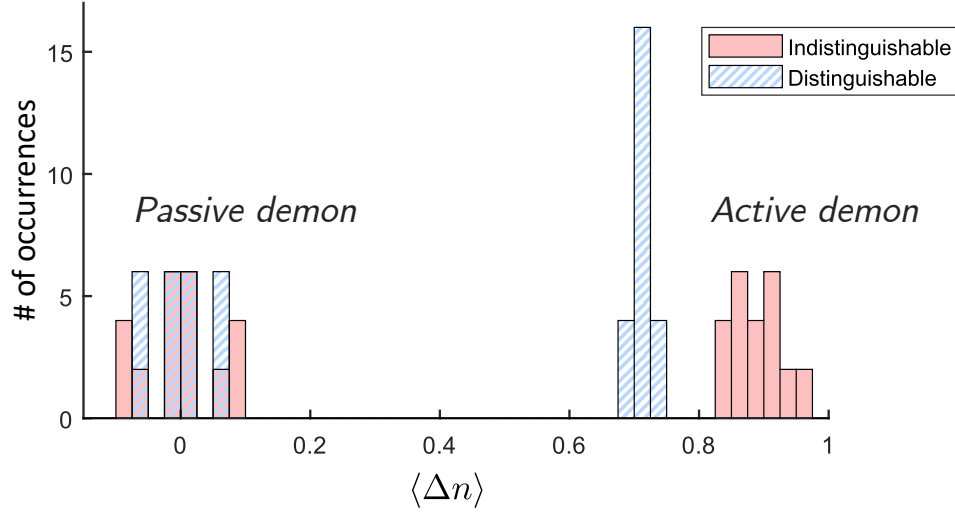 Indistinguishable
Distinguishable
# of occurrences
15
10
5
0
Passive demon
Active demon
0
0.2
0.4
0.6
0.8
1
⟨Δn⟩